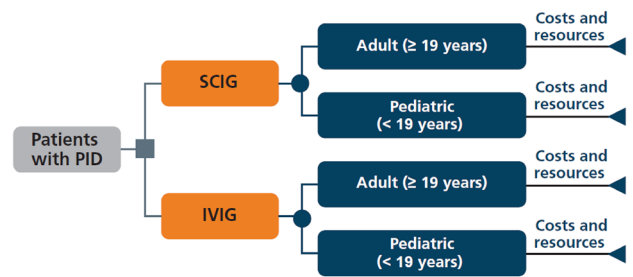 Patients
with PID
SCIG
Adult (≥ 19 years)
Costs and
resources
Pediatric
(< 19 years)
Costs and
resources
IVIG
Adult (≥ 19 years)
Costs and
resources
Pediatric
(< 19 years)
Costs and
resources